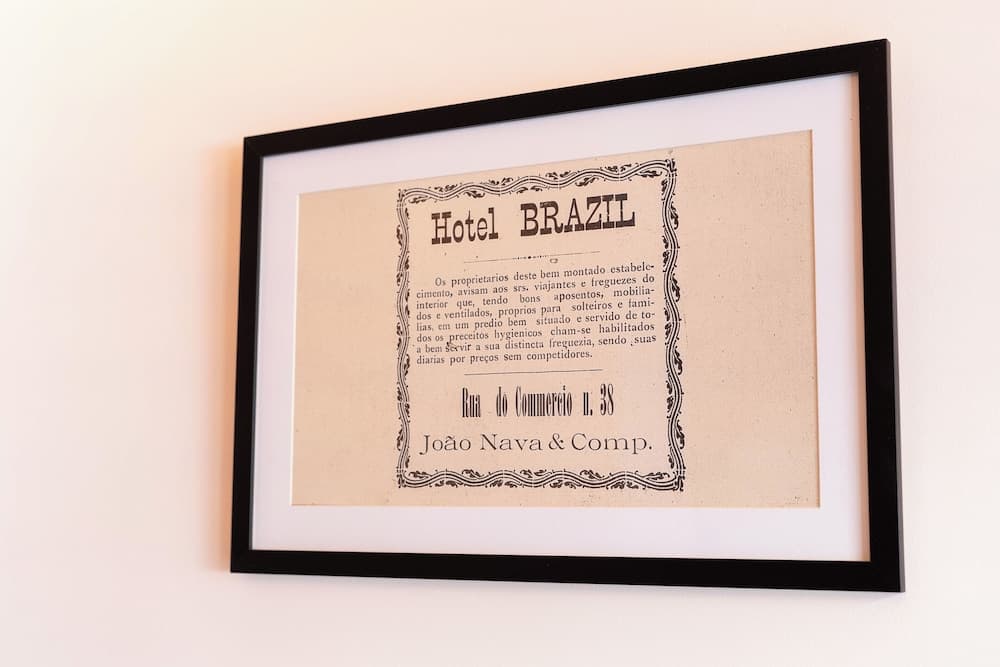 Hotel BRAZIL
Os proprietarios deste bem montado estabele-
cimento, avisam aos srs. viajantes e freguezes do
interior que, tendo bons aposentos, mobilia-
dos e ventilados, proprios para solteiros e fami-
lias, em um predio bem situado e servido de to-
dos os preceitos hygienicos cham-se habilitados
a bem servir a sua distincta freguezia, sendo suas
diarias por preços sem competidores.
Rua do Commercio n. 38
João Nava & Comp.